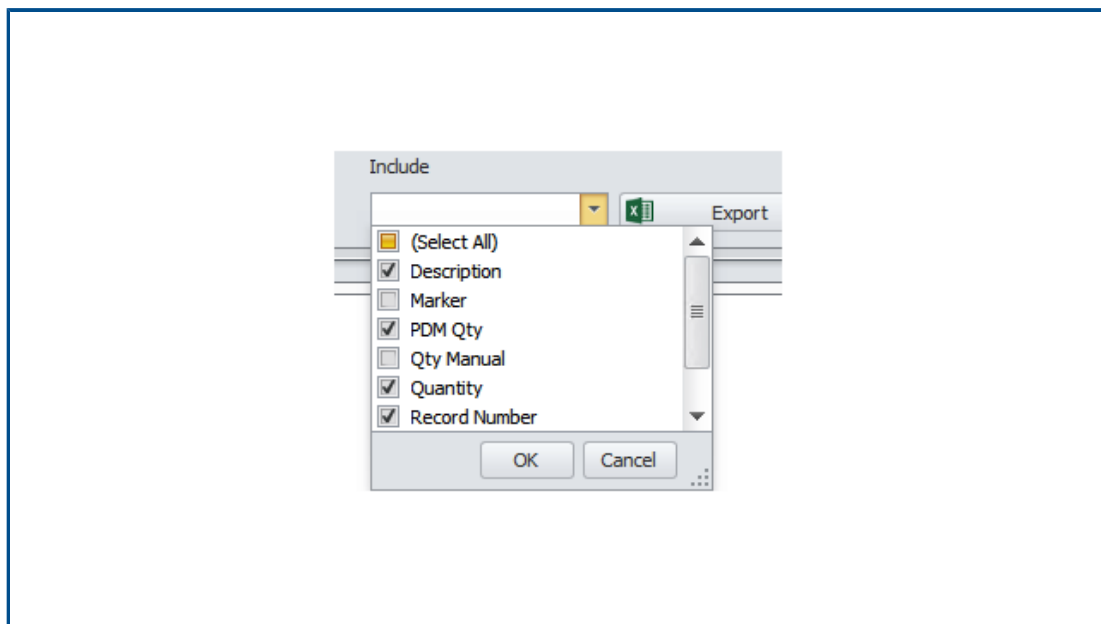 Include
Export
(Select All)
Description
Marker
PDM Qty
Qty Manual
Quantity
Record Number
OK Cancel